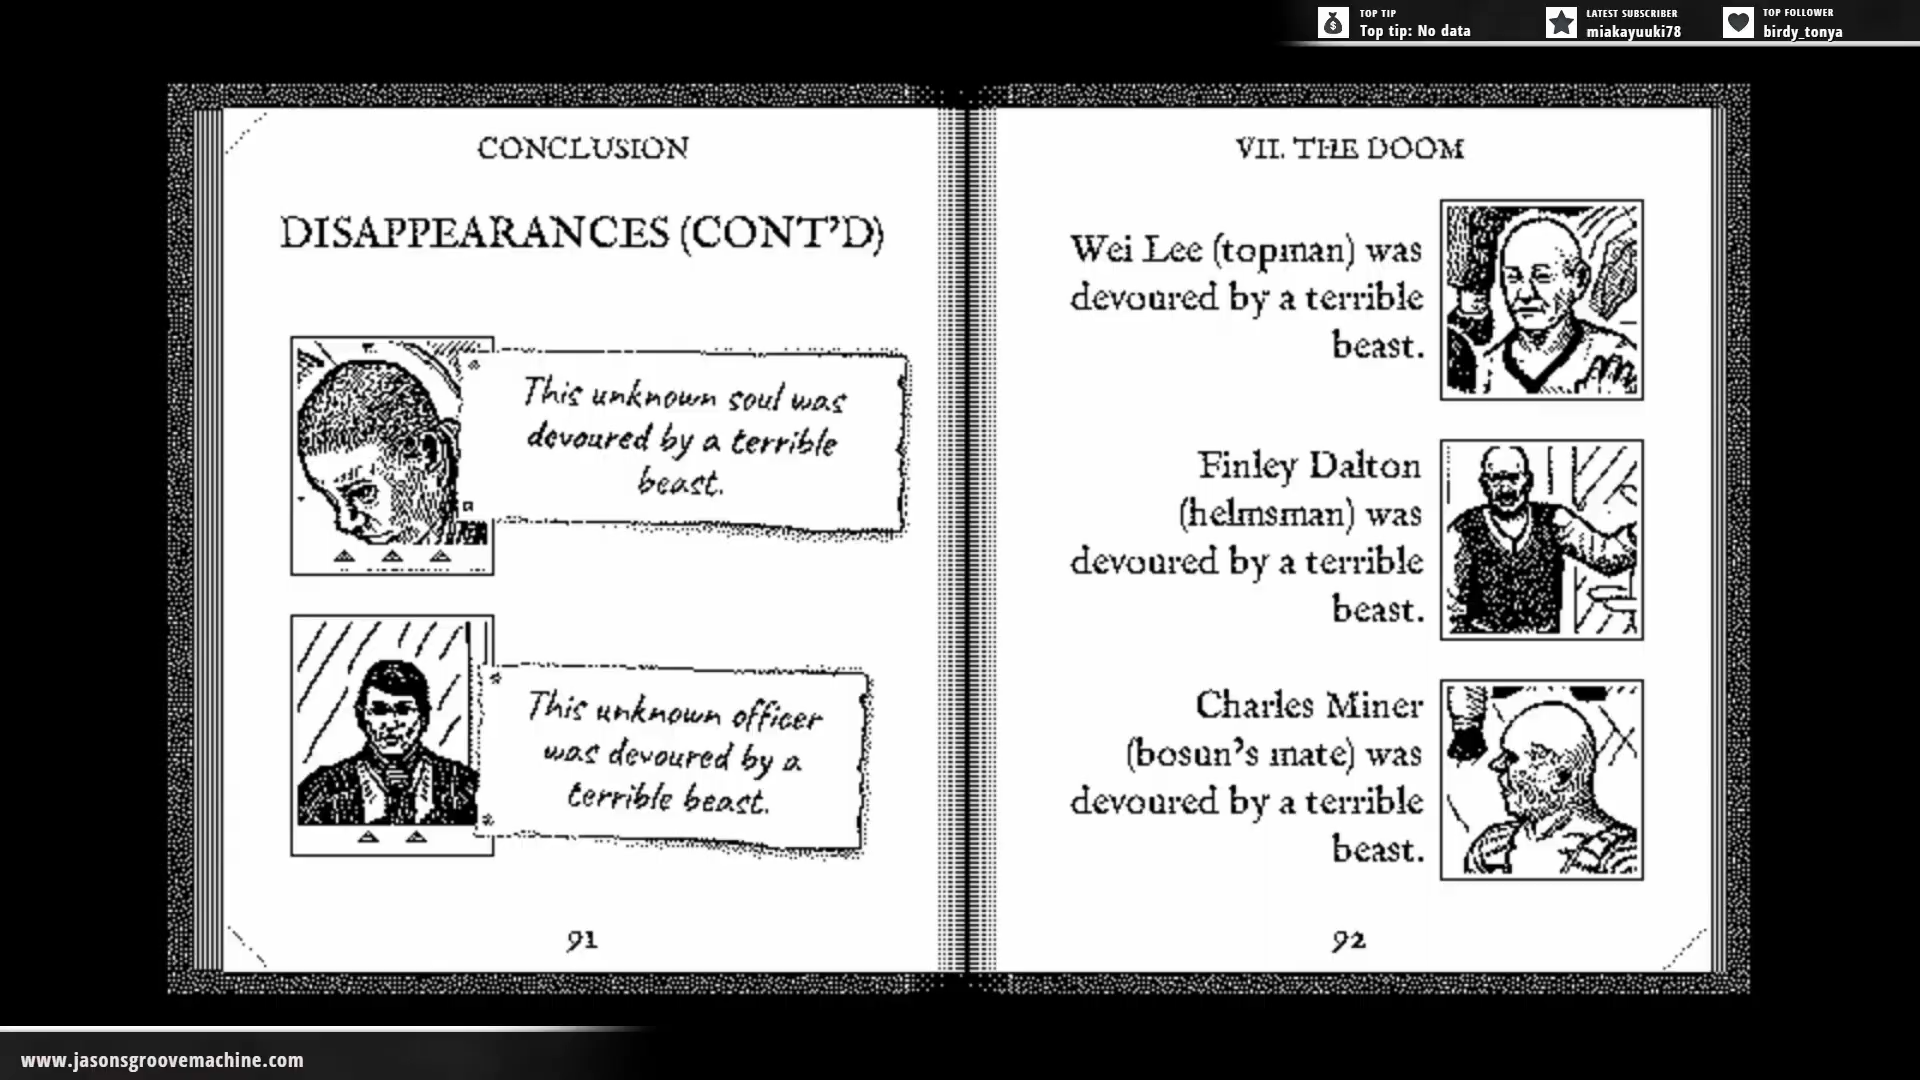 TOP TIP
Top tip: No data
LATEST SUBSCRIBER
miakayuuki78
TOP FOLLOWER
birdy_tonya
CONCLUSION
DISAPPEARANCES (CONT'D)
This unknown soul was
devoured by a terrible
beast.
This unknown officer
was devoured by a
terrible beast.
91
VII. THE DOOM
Wei Lee (topman) was
devoured by a terrible
beast.
Finley Dalton
(helmsman) was
devoured by a terrible
beast.
Charles Miner
(bosun's mate) was
devoured by a terrible
beast.
92
www.jasonsgroovemachine.com